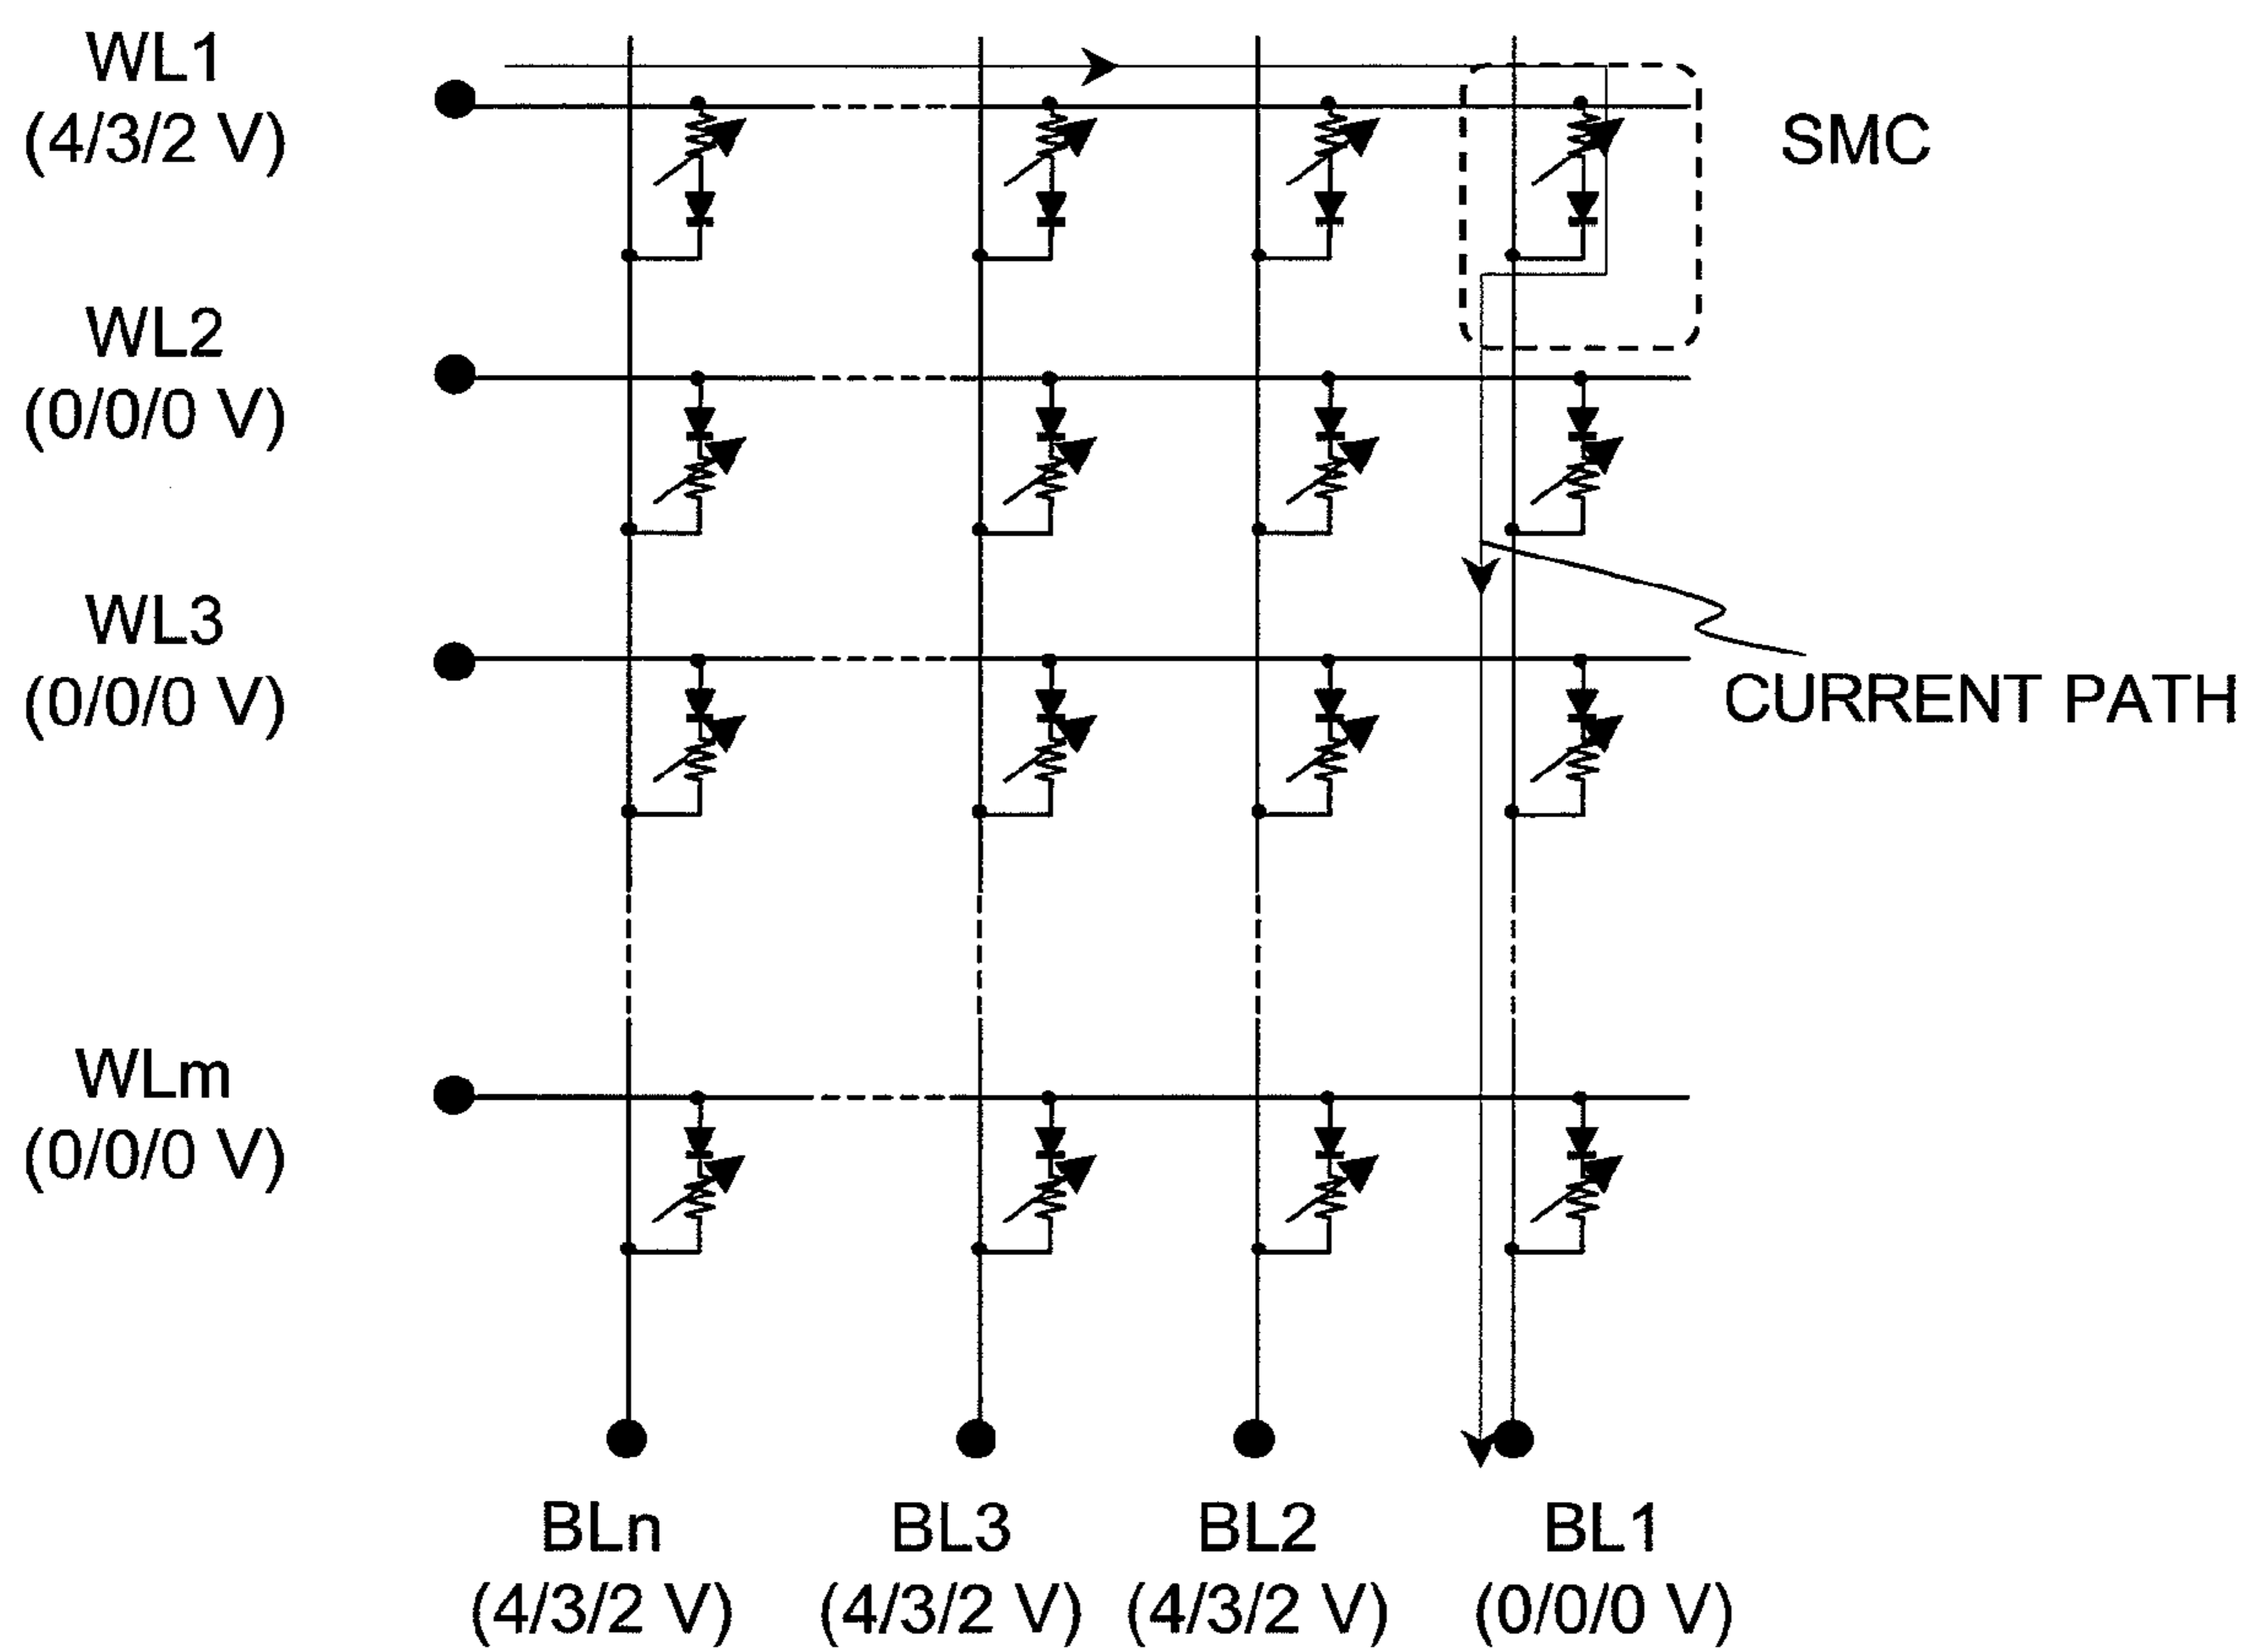 WL1
(4/3/2 V)
SMC
WL2
(0/0/0 V)
WL3
(0/0/0 V)
CURRENT PATH
WLm
(0/0/0 V)
BLn
BL3
BL2
BL1
(4/3/2 V)
(4/3/2 V)
(4/3/2 V)
(0/0/0 V)